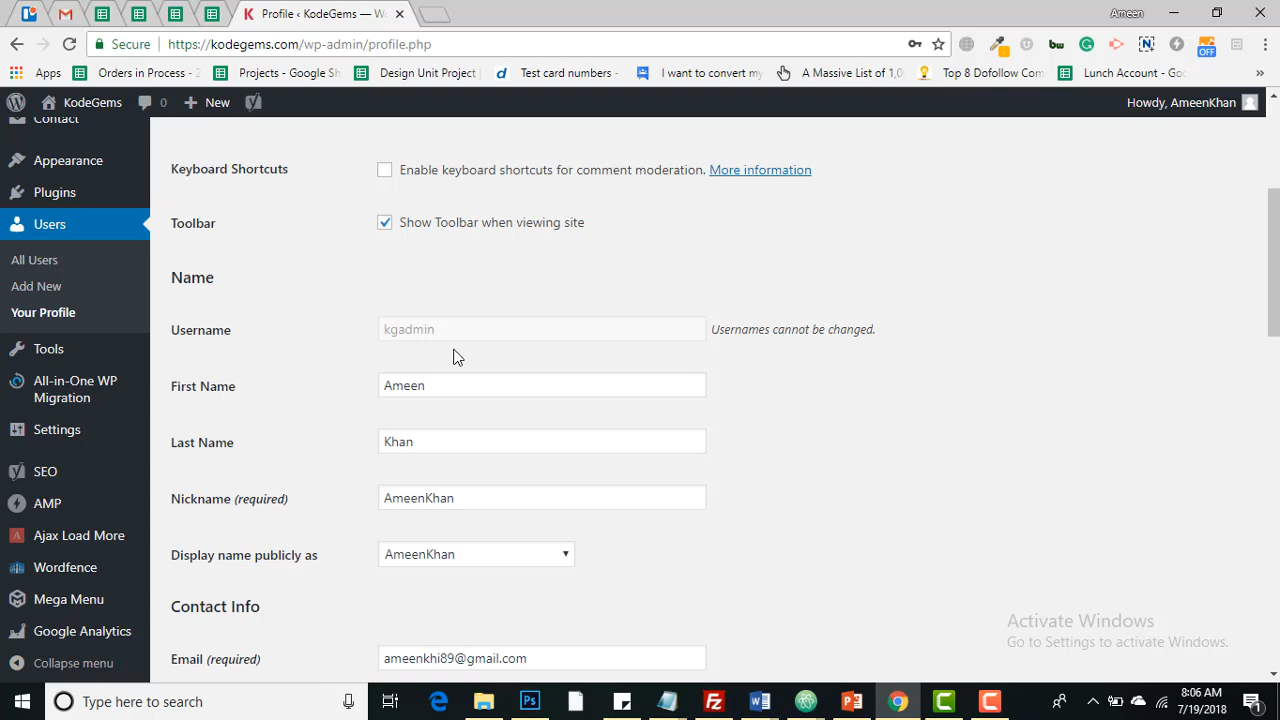 Profile ‹ KodeGems — Wo
Ameen
Secure
https://kodegems.com/wp-admin/profile.php
OFF
Apps
Orders in Process - 2
Projects - Google Sh
Design Unit Project
Test card numbers -
I want to convert my
A Massive List of 1,0
Top 8 Dofollow Com
Lunch Account - Goo
KodeGems
0
New
Howdy, AmeenKhan
Contact
Appearance
Plugins
Users
All Users
Add New
Your Profile
Tools
All-in-One WP
Migration
Settings
SEO
AMP
Ajax Load More
Wordfence
Mega Menu
Google Analytics
Collapse menu
Keyboard Shortcuts
Enable keyboard shortcuts for comment moderation. More information
Toolbar
Show Toolbar when viewing site
Name
Username
kgadmin
Usernames cannot be changed.
First Name
Ameen
Last Name
Khan
Nickname (required)
AmeenKhan
Display name publicly as
AmeenKhan
Contact Info
Email (required)
ameenkhi89@gmail.com
Activate Windows
Go to Settings to activate Windows.
Type here to search
8:06 AM
7/19/2018